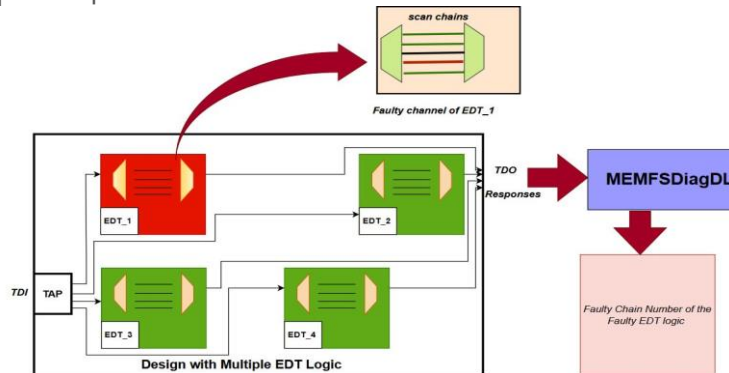 scan chains
Faulty channel of EDT_1
TDO
Responses
MEMFSDiagDL
EDT_1
EDT_2
TDI
TAP
EDT_3
EDT_4
Faulty Chain Number of the
Faulty EDT logic
Design with Multiple EDT Logic